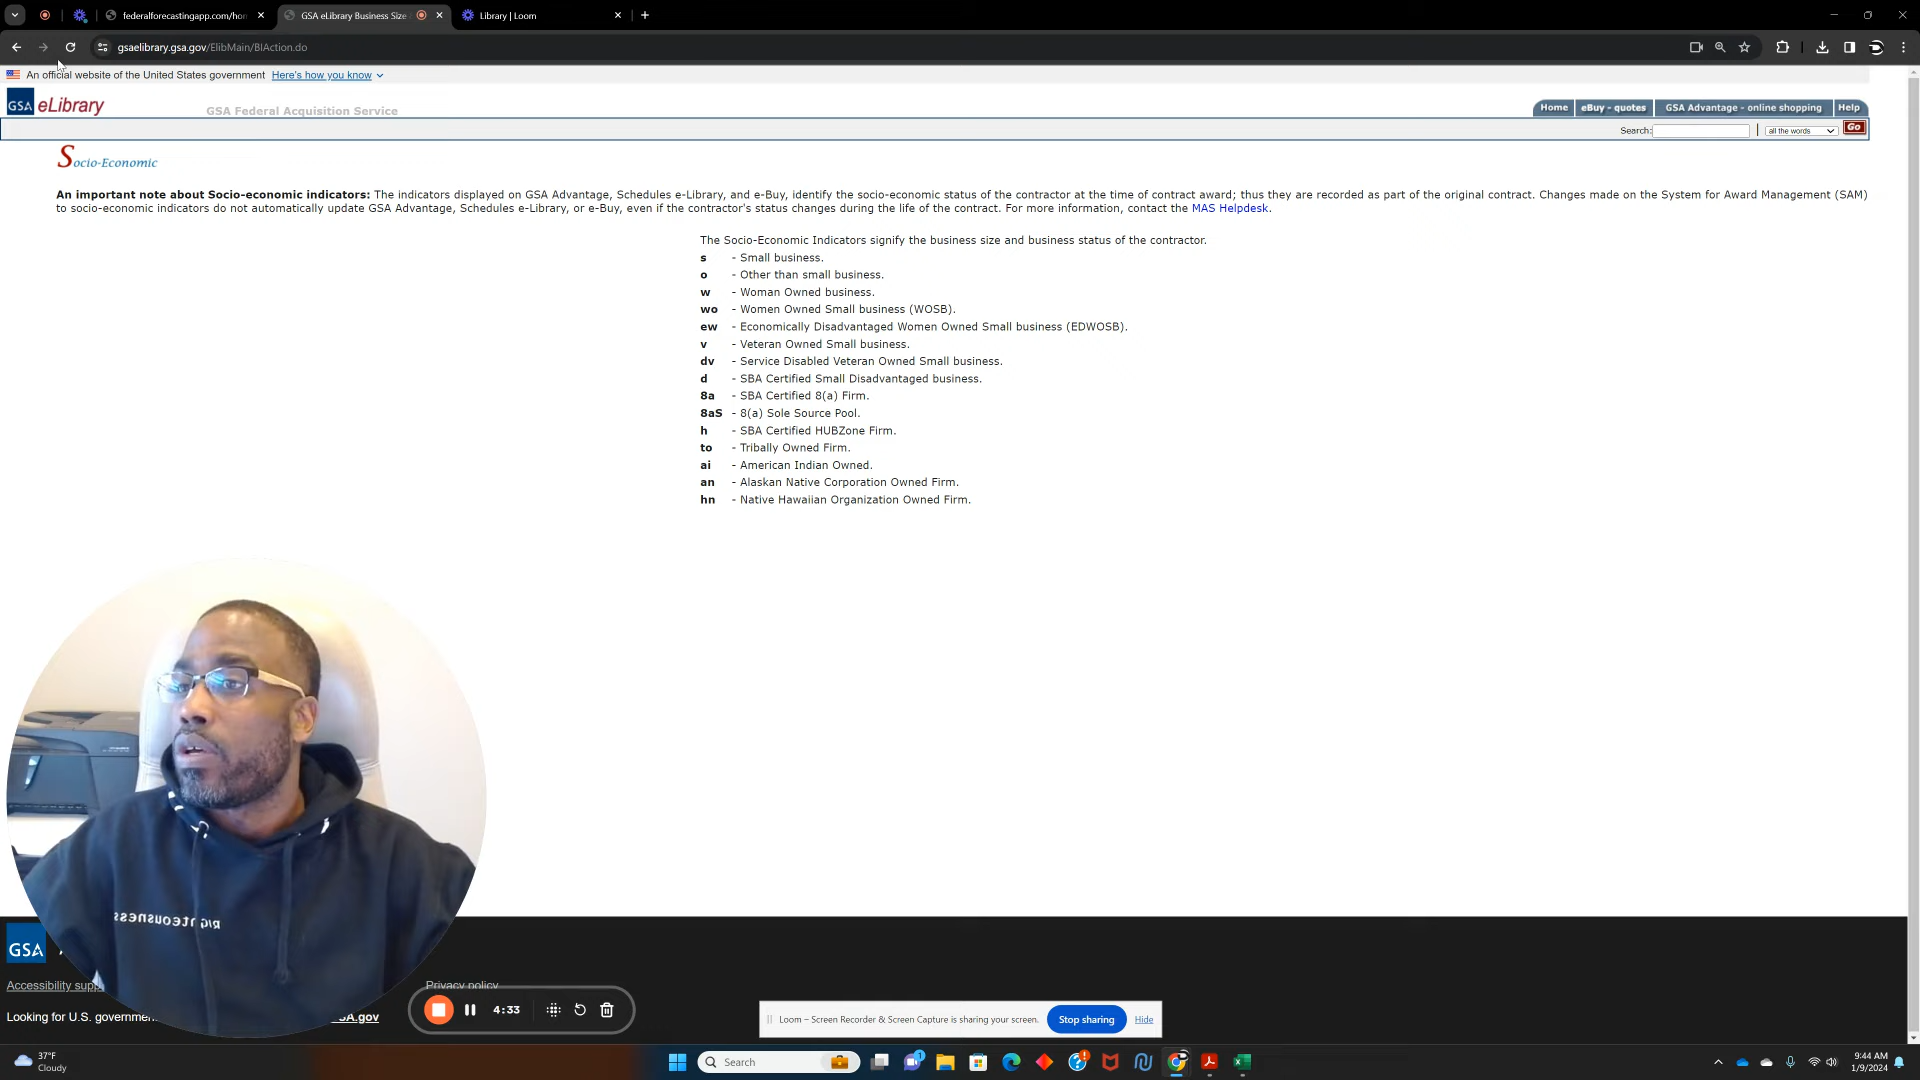 federalforecastingapp.com/hor
GSA eLibrary Business Size
Library | Loom
gsaelibrary.gsa.gov/ElibMain/BIAction.do
An official website of the United States government Here's how you know
GSA eLibrary
GSA Federal Acquisition Service
Home eBuy - quotes GSA Advantage - online shopping Help
Search: all the words Go
Socio-Economic
An important note about Socio-economic indicators: The indicators displayed on GSA Advantage, Schedules e-Library, and e-Buy, identify the socio-economic status of the contractor at the time of contract award; thus they are recorded as part of the original contract. Changes made on the System for Award Management (SAM)
to socio-economic indicators do not automatically update GSA Advantage, Schedules e-Library, or e-Buy, even if the contractor's status changes during the life of the contract. For more information, contact the MAS Helpdesk.
The Socio-Economic Indicators signify the business size and business status of the contractor.
s - Small business.
o - Other than small business.
w - Woman Owned business.
wo - Women Owned Small business (WOSB).
ew - Economically Disadvantaged Women Owned Small business (EDWOSB).
v - Veteran Owned Small business.
dv - Service Disabled Veteran Owned Small business.
d - SBA Certified Small Disadvantaged business.
8a - SBA Certified 8(a) Firm.
8aS - 8(a) Sole Source Pool.
h - SBA Certified HUBZone Firm.
to - Tribally Owned Firm.
ai - American Indian Owned.
an - Alaskan Native Corporation Owned Firm.
hn - Native Hawaiian Organization Owned Firm.
RIGHTEOUSNESS
GSA
Accessibility supp
Privacy policy
Looking for U.S. governmen
SA.gov
4:33
Loom – Screen Recorder & Screen Capture is sharing your screen. Stop sharing Hide
37°F
Cloudy
Search
9:44 AM
1/9/2024